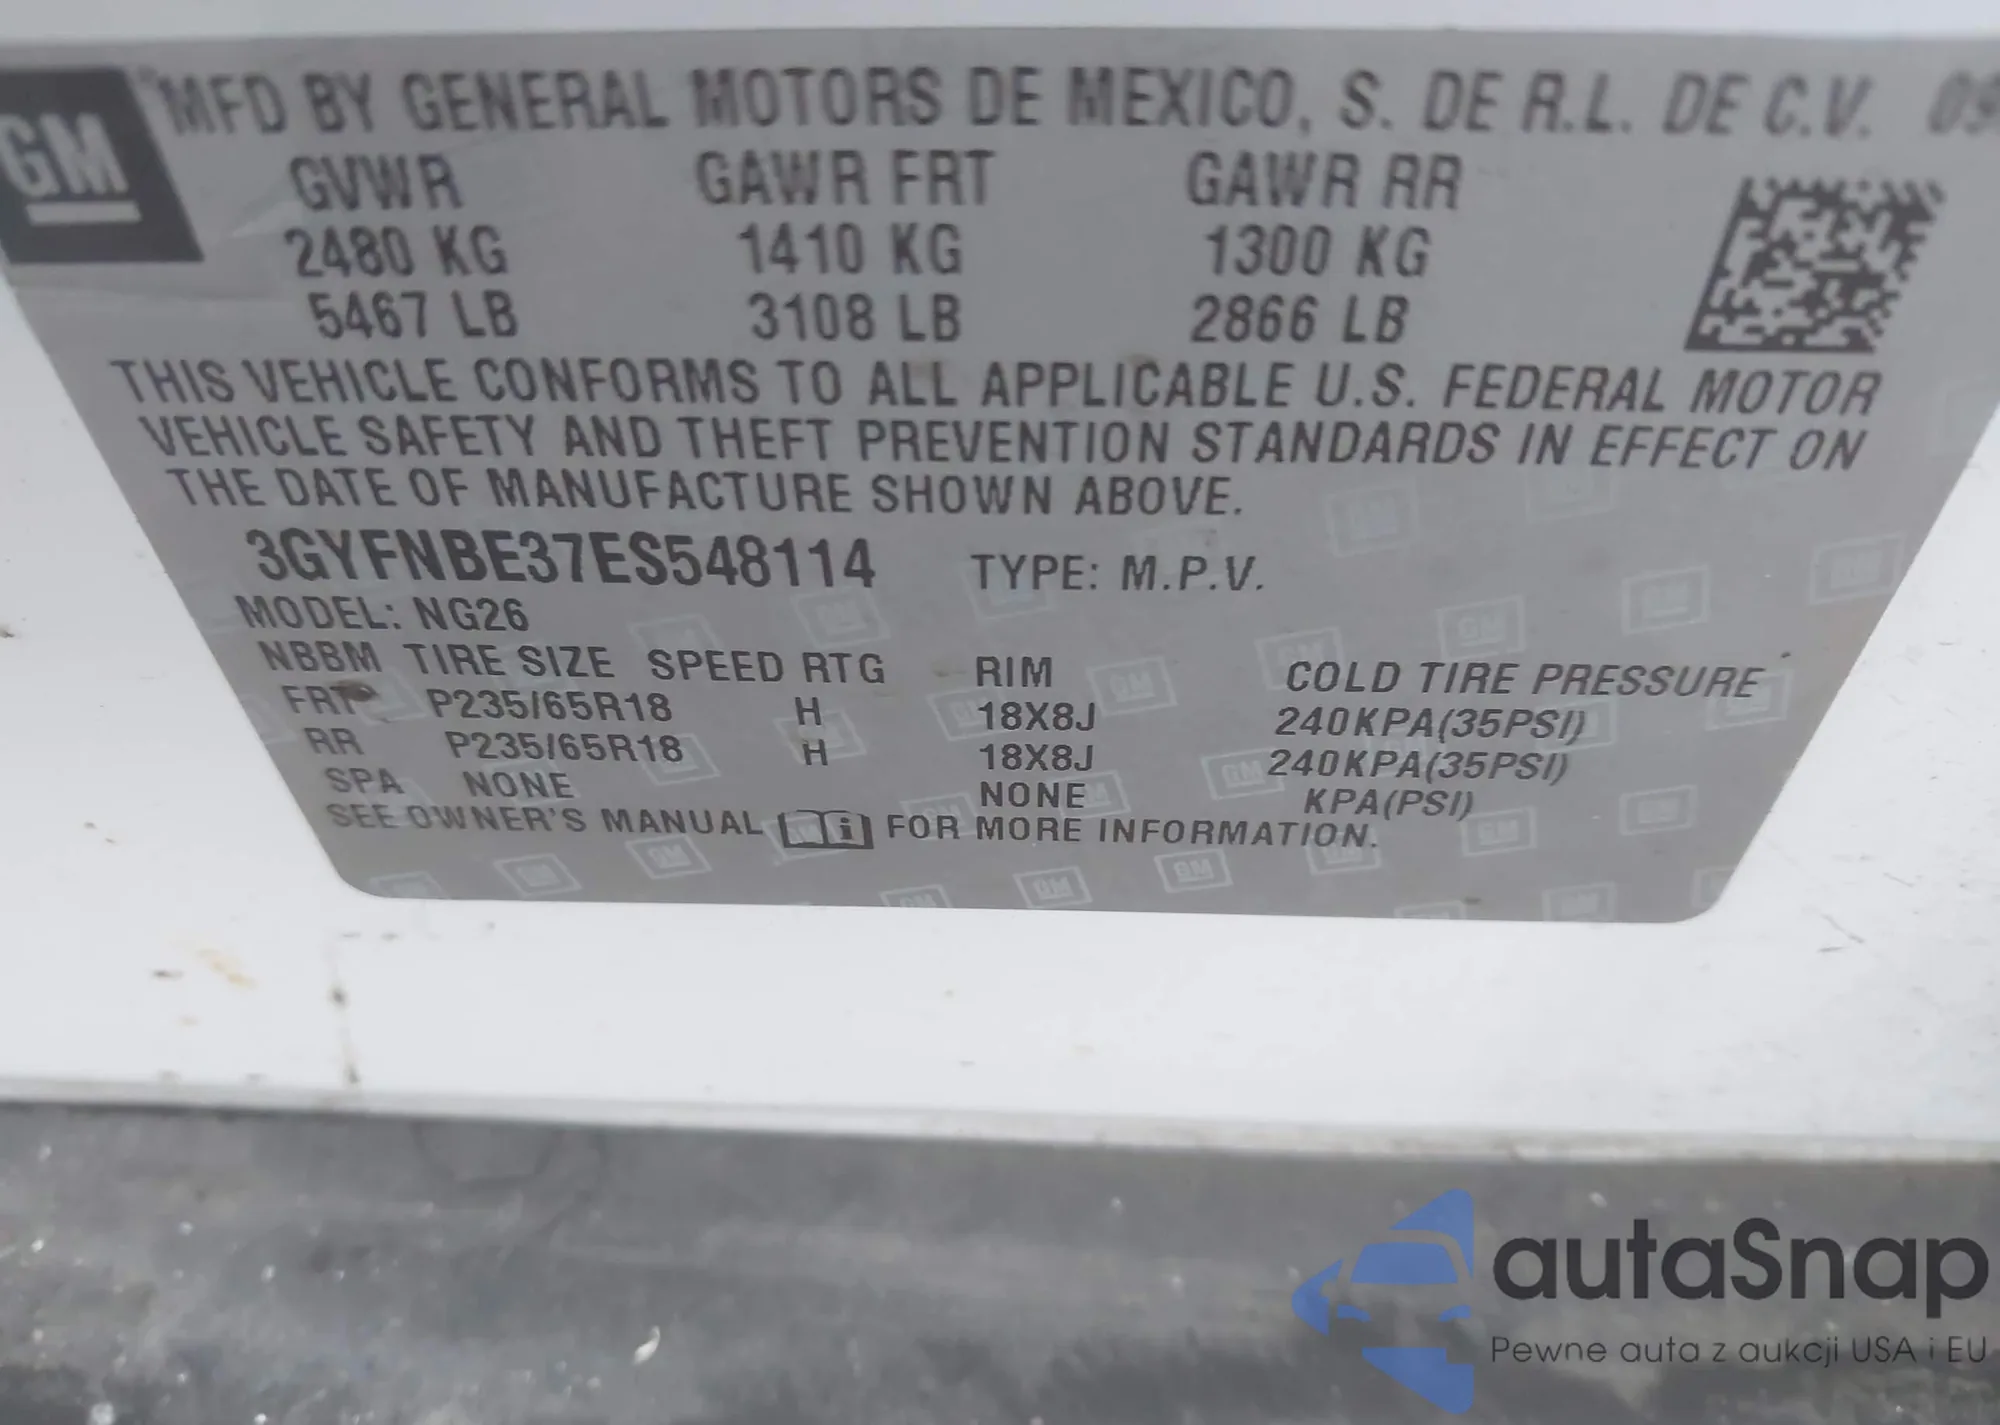 GM
MFD BY GENERAL MOTORS DE MEXICO, S. DE R.L. DE C.V. 09
GVWR GAWR FRT GAWR RR
2480 KG 1410 KG 1300 KG
5467 LB 3108 LB 2866 LB
THIS VEHICLE CONFORMS TO ALL APPLICABLE U.S. FEDERAL MOTOR
VEHICLE SAFETY AND THEFT PREVENTION STANDARDS IN EFFECT ON
THE DATE OF MANUFACTURE SHOWN ABOVE.
3GYFNBE37ES548114 TYPE: M.P.V.
MODEL: NG26
NBBM TIRE SIZE SPEED RTG RIM COLD TIRE PRESSURE
FRT P235/65R18 H 18X8J 240KPA(35PSI)
RR P235/65R18 H 18X8J 240KPA(35PSI)
SPA NONE NONE KPA(PSI)
SEE OWNER'S MANUAL i FOR MORE INFORMATION.
autaSnap
Pewne auta z aukcji USA i EU